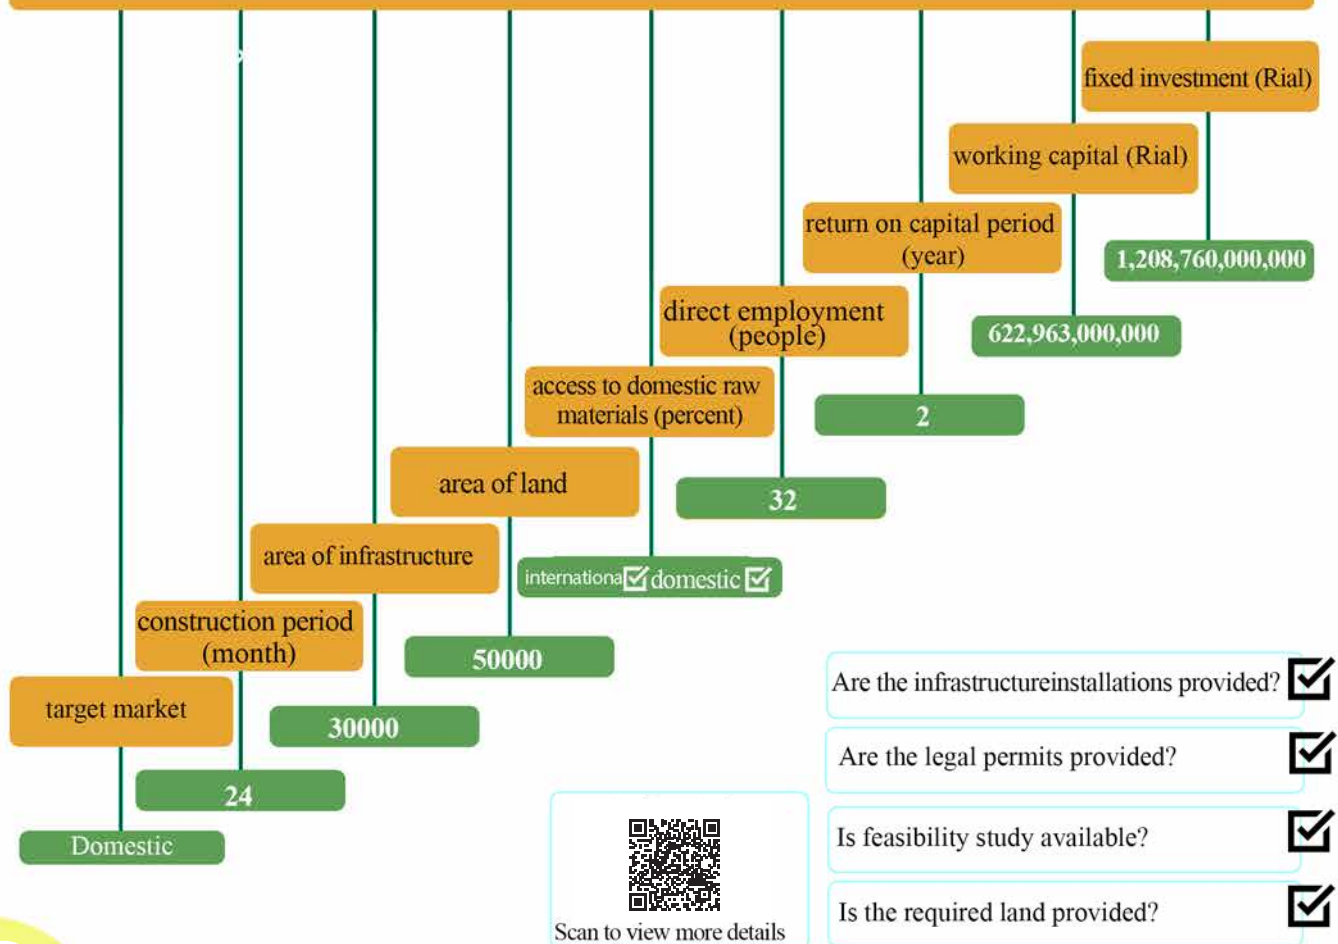 fixed investment (Rial)
1,208,760,000,000
working capital (Rial)
622,963,000,000
return on capital period
(year)
2
direct employment
(people)
32
access to domestic raw
materials (percent)
internationa domestic
area of land
50000
area of infrastructure
30000
construction period
(month)
24
target market
Domestic
Are the infrastructureinstallations provided?
Are the legal permits provided?
Is feasibility study available?
Is the required land provided?
Scan to view more details